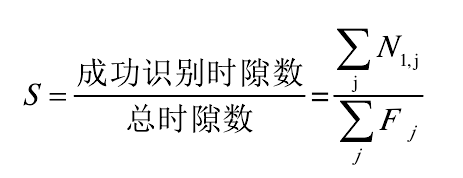 S = 成功识别时隙数 / 总时隙数 = ∑_j N_{1,j} / ∑_j F_j